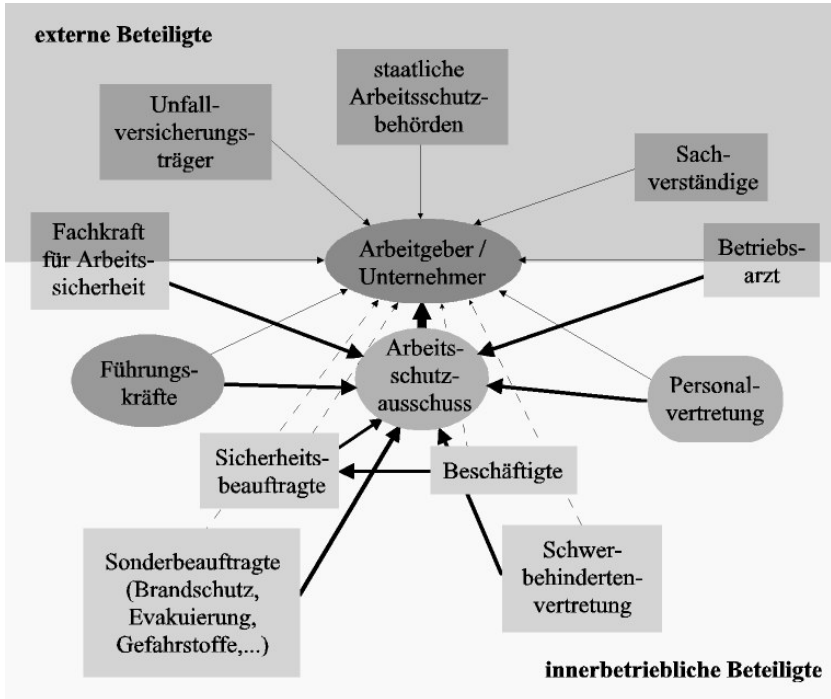 externe Beteiligte
staatliche
Arbeitsschutz-
behörden
Unfall-
versicherungs-
träger
Sach-
verständige
Fachkraft
für Arbeits-
sicherheit
Arbeitgeber /
Unternehmer
Betriebs-
arzt
Führungs-
kräfte
Arbeits-
schutz-
ausschuss
Personal-
vertretung
Sicherheits-
beauftragte
Beschäftigte
Sonderbeauftragte
(Brandschutz,
Evakuierung,
Gefahrstoffe,...)
Schwer-
behinderten-
vertretung
innerbetriebliche Beteiligte